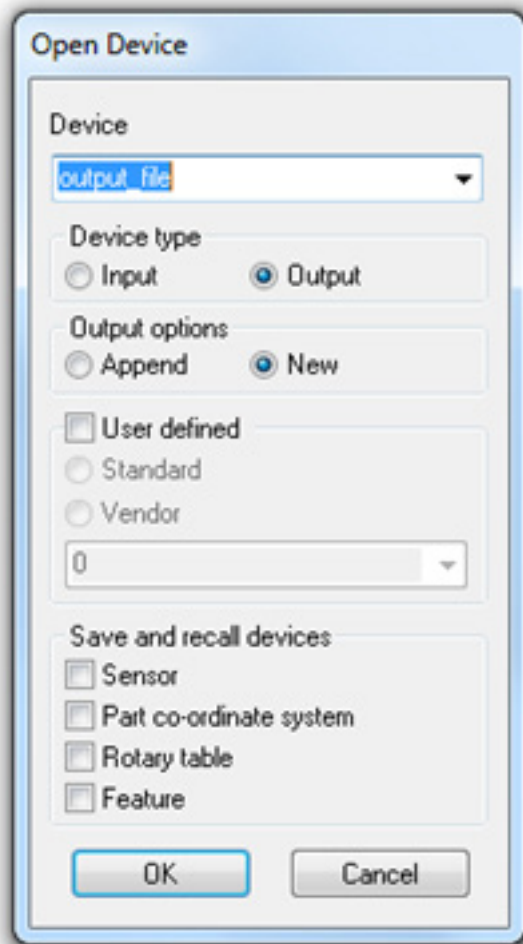 Open Device
Device
output_file
Device type
Input Output
Output options
Append New
User defined
Standard
Vendor
0
Save and recall devices
Sensor
Part co-ordinate system
Rotary table
Feature
OK Cancel